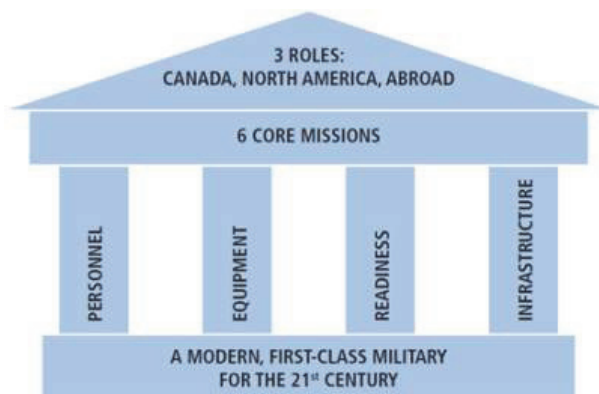 3 ROLES:
CANADA, NORTH AMERICA, ABROAD
6 CORE MISSIONS
PERSONNEL
EQUIPMENT
READINESS
INFRASTRUCTURE
A MODERN, FIRST-CLASS MILITARY
FOR THE 21st CENTURY